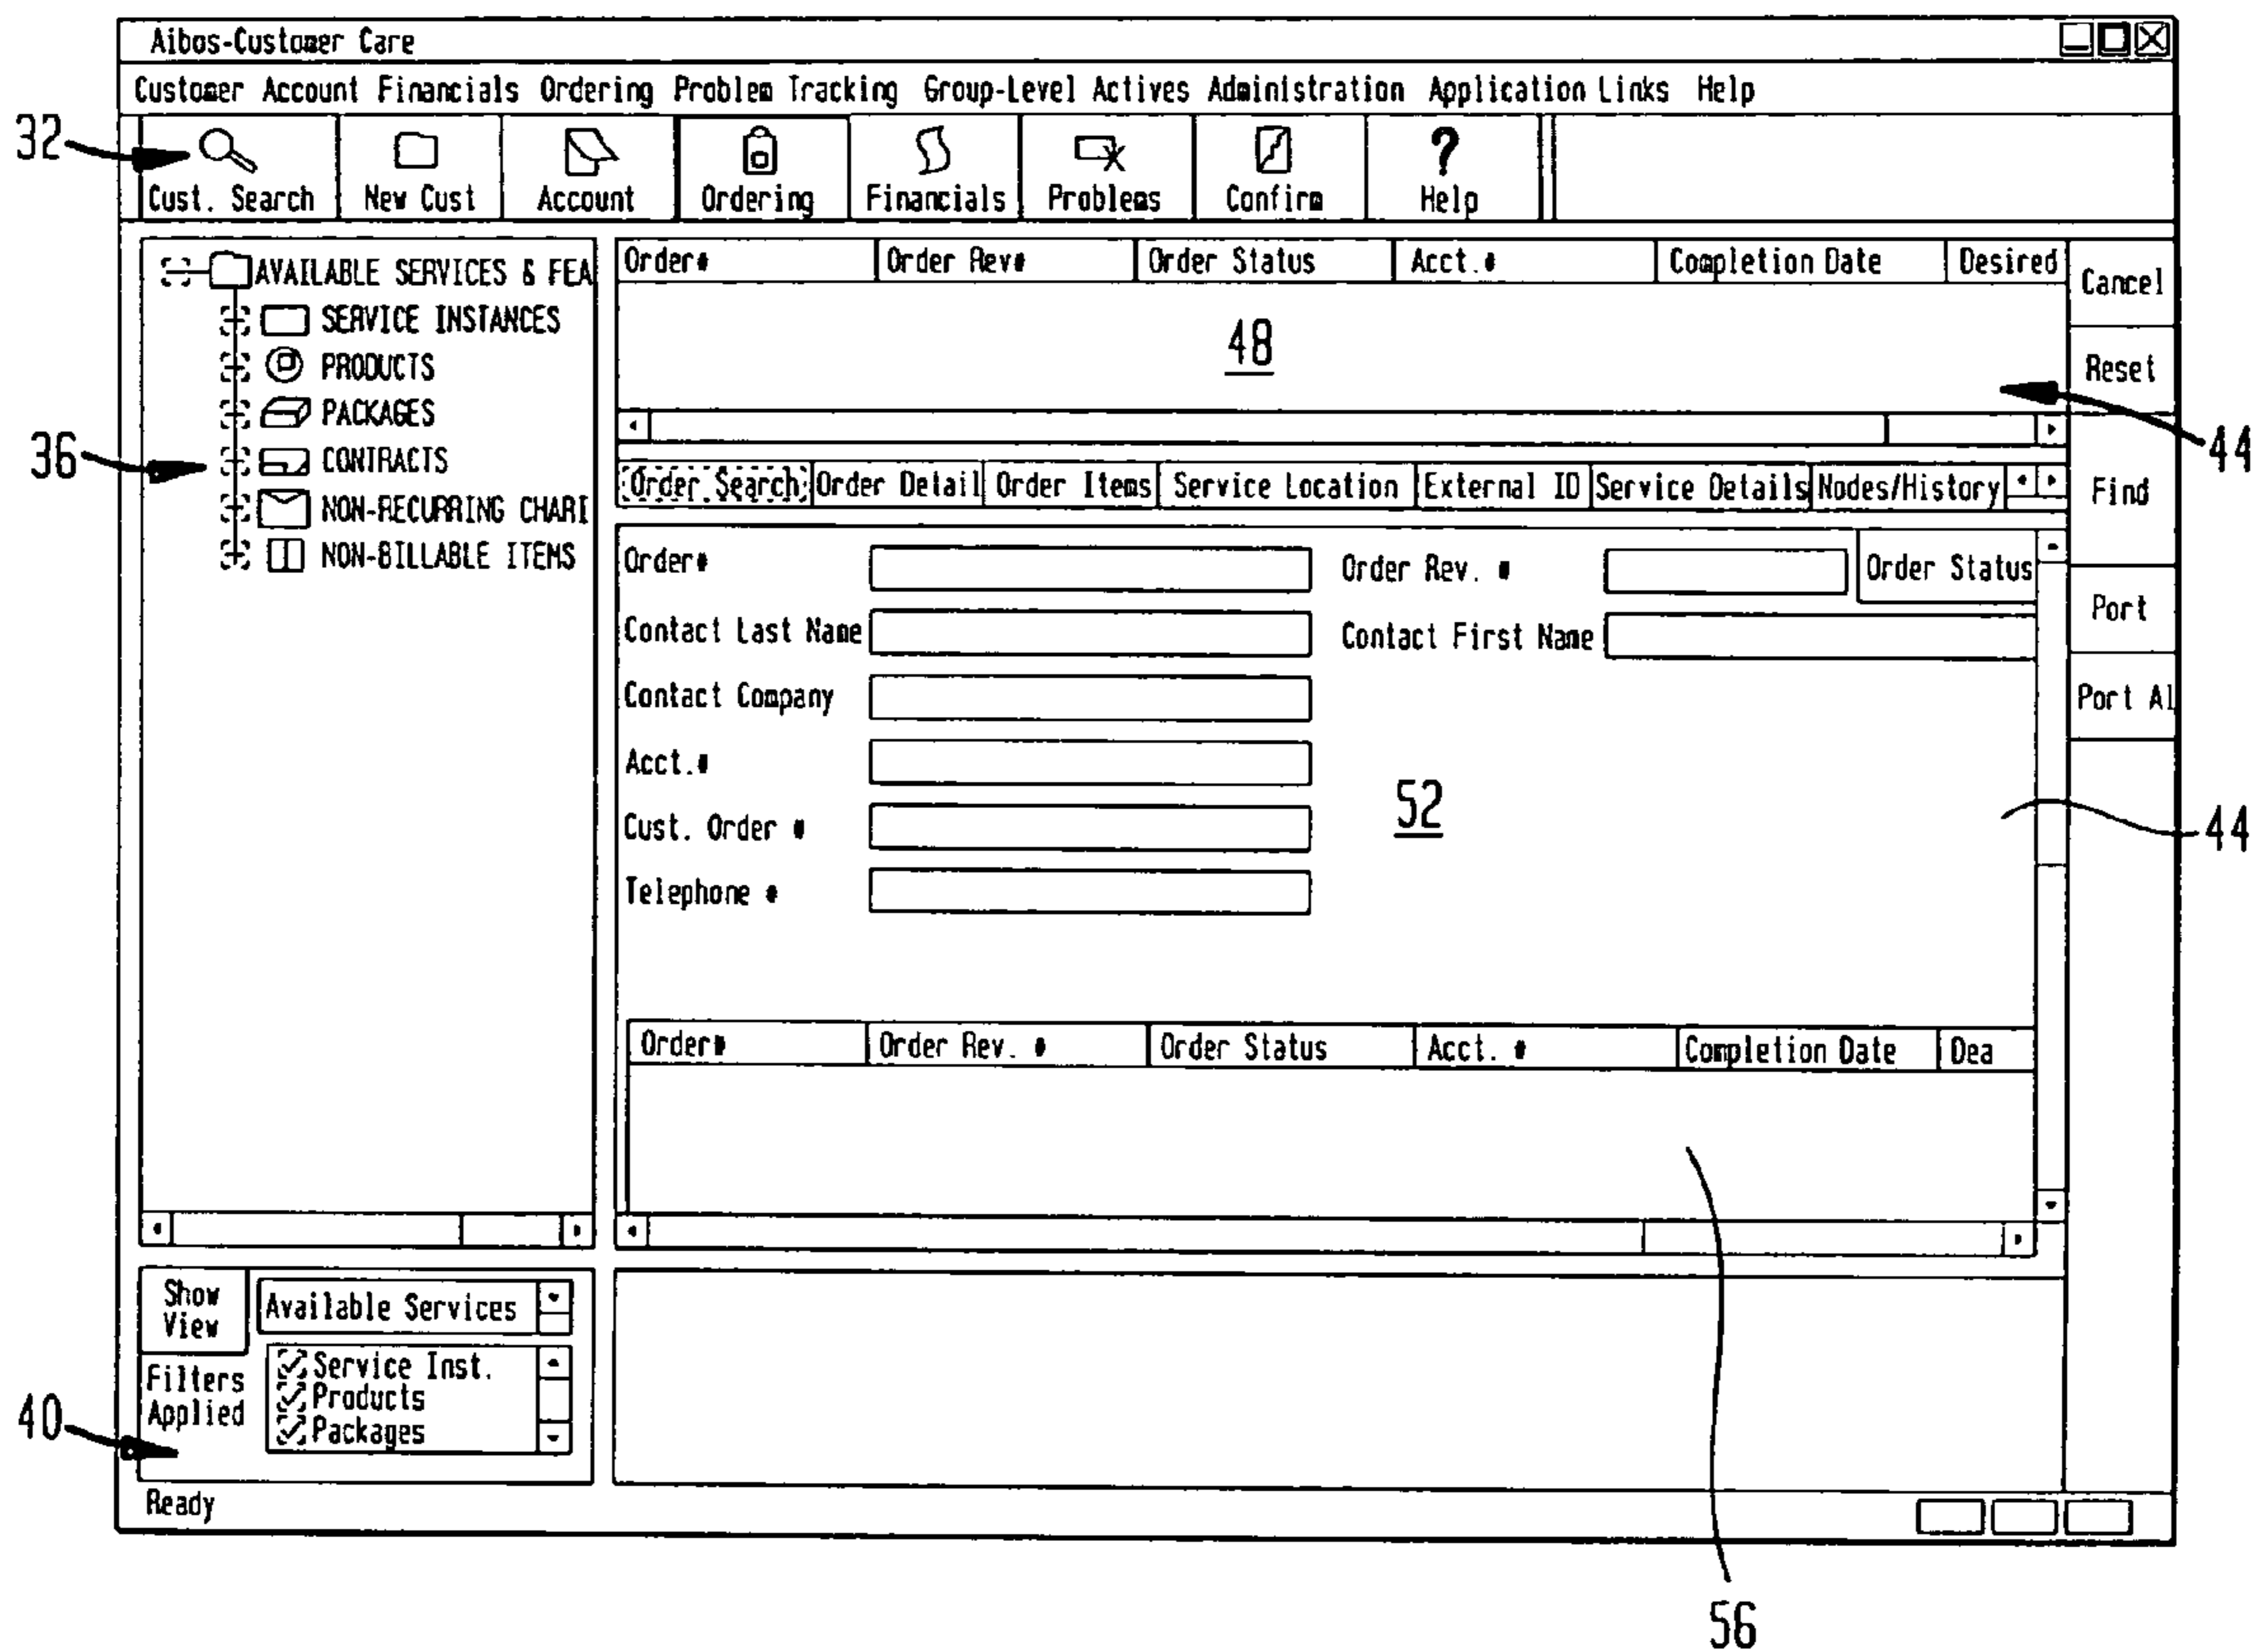 Aibos-Customer Care
Customer Account Financials Ordering Problem Tracking Group-Level Actives Administration Application Links Help
32
Cust. Search New Cust Account Ordering Financials Problems Confirm ? Help
AVAILABLE SERVICES & FEA
SERVICE INSTANCES
PRODUCTS
PACKAGES
CONTRACTS
NON-RECURRING CHARI
NON-BILLABLE ITEMS
36
Order# Order Rev# Order Status Acct.# Completion Date Desired
48
44
Cancel
Reset
Find
Port
Port Al
Order Search Order Detail Order Items Service Location External ID Service Details Nodes/History
Order# Order Rev. # Order Status
Contact Last Name Contact First Name
Contact Company
Acct.#
Cust. Order #
Telephone #
52
44
Order# Order Rev. # Order Status Acct. # Completion Date Dea
56
Show
View
Available Services
Filters
Applied
Service Inst.
Products
Packages
40
Ready